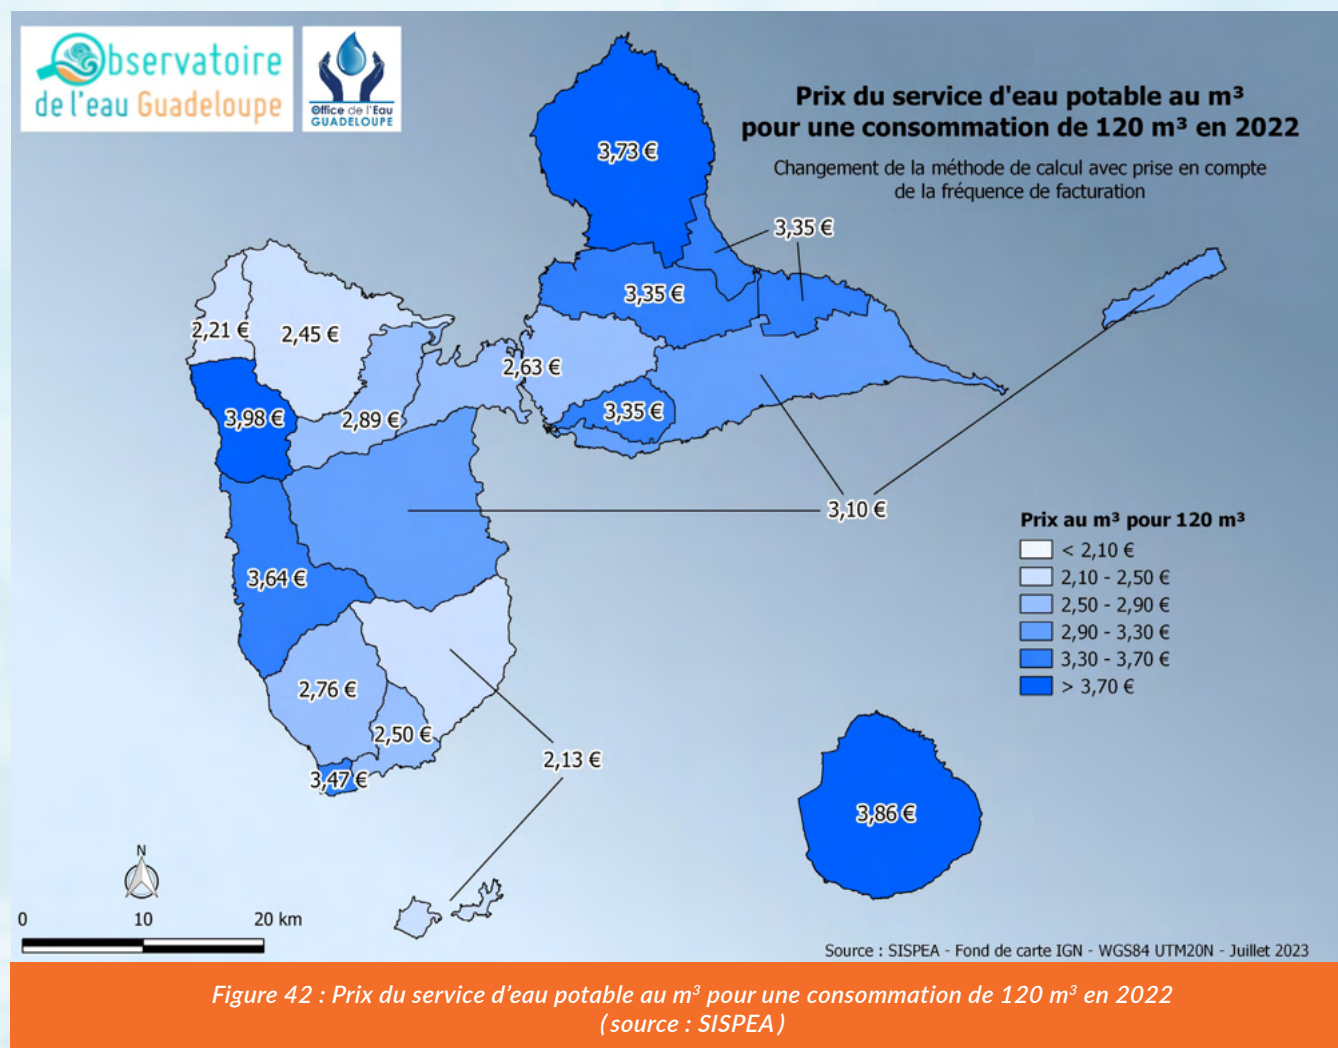 Observatoire
de l'eau Guadeloupe
Office de l'Eau
GUADELOUPE
Prix du service d'eau potable au m³
pour une consommation de 120 m³ en 2022
Changement de la méthode de calcul avec prise en compte
de la fréquence de facturation
3,73 €
3,35 €
3,35 €
2,21 €
2,45 €
2,63 €
3,98 €
2,89 €
3,35 €
3,10 €
3,64 €
2,76 €
2,50 €
3,47 €
2,13 €
3,86 €
Prix au m³ pour 120 m³
< 2,10 €
2,10 - 2,50 €
2,50 - 2,90 €
2,90 - 3,30 €
3,30 - 3,70 €
> 3,70 €
N
0 10 20 km
Source : SISPEA - Fond de carte IGN - WGS84 UTM20N - Juillet 2023
Figure 42 : Prix du service d’eau potable au m³ pour une consommation de 120 m³ en 2022
(source : SISPEA)